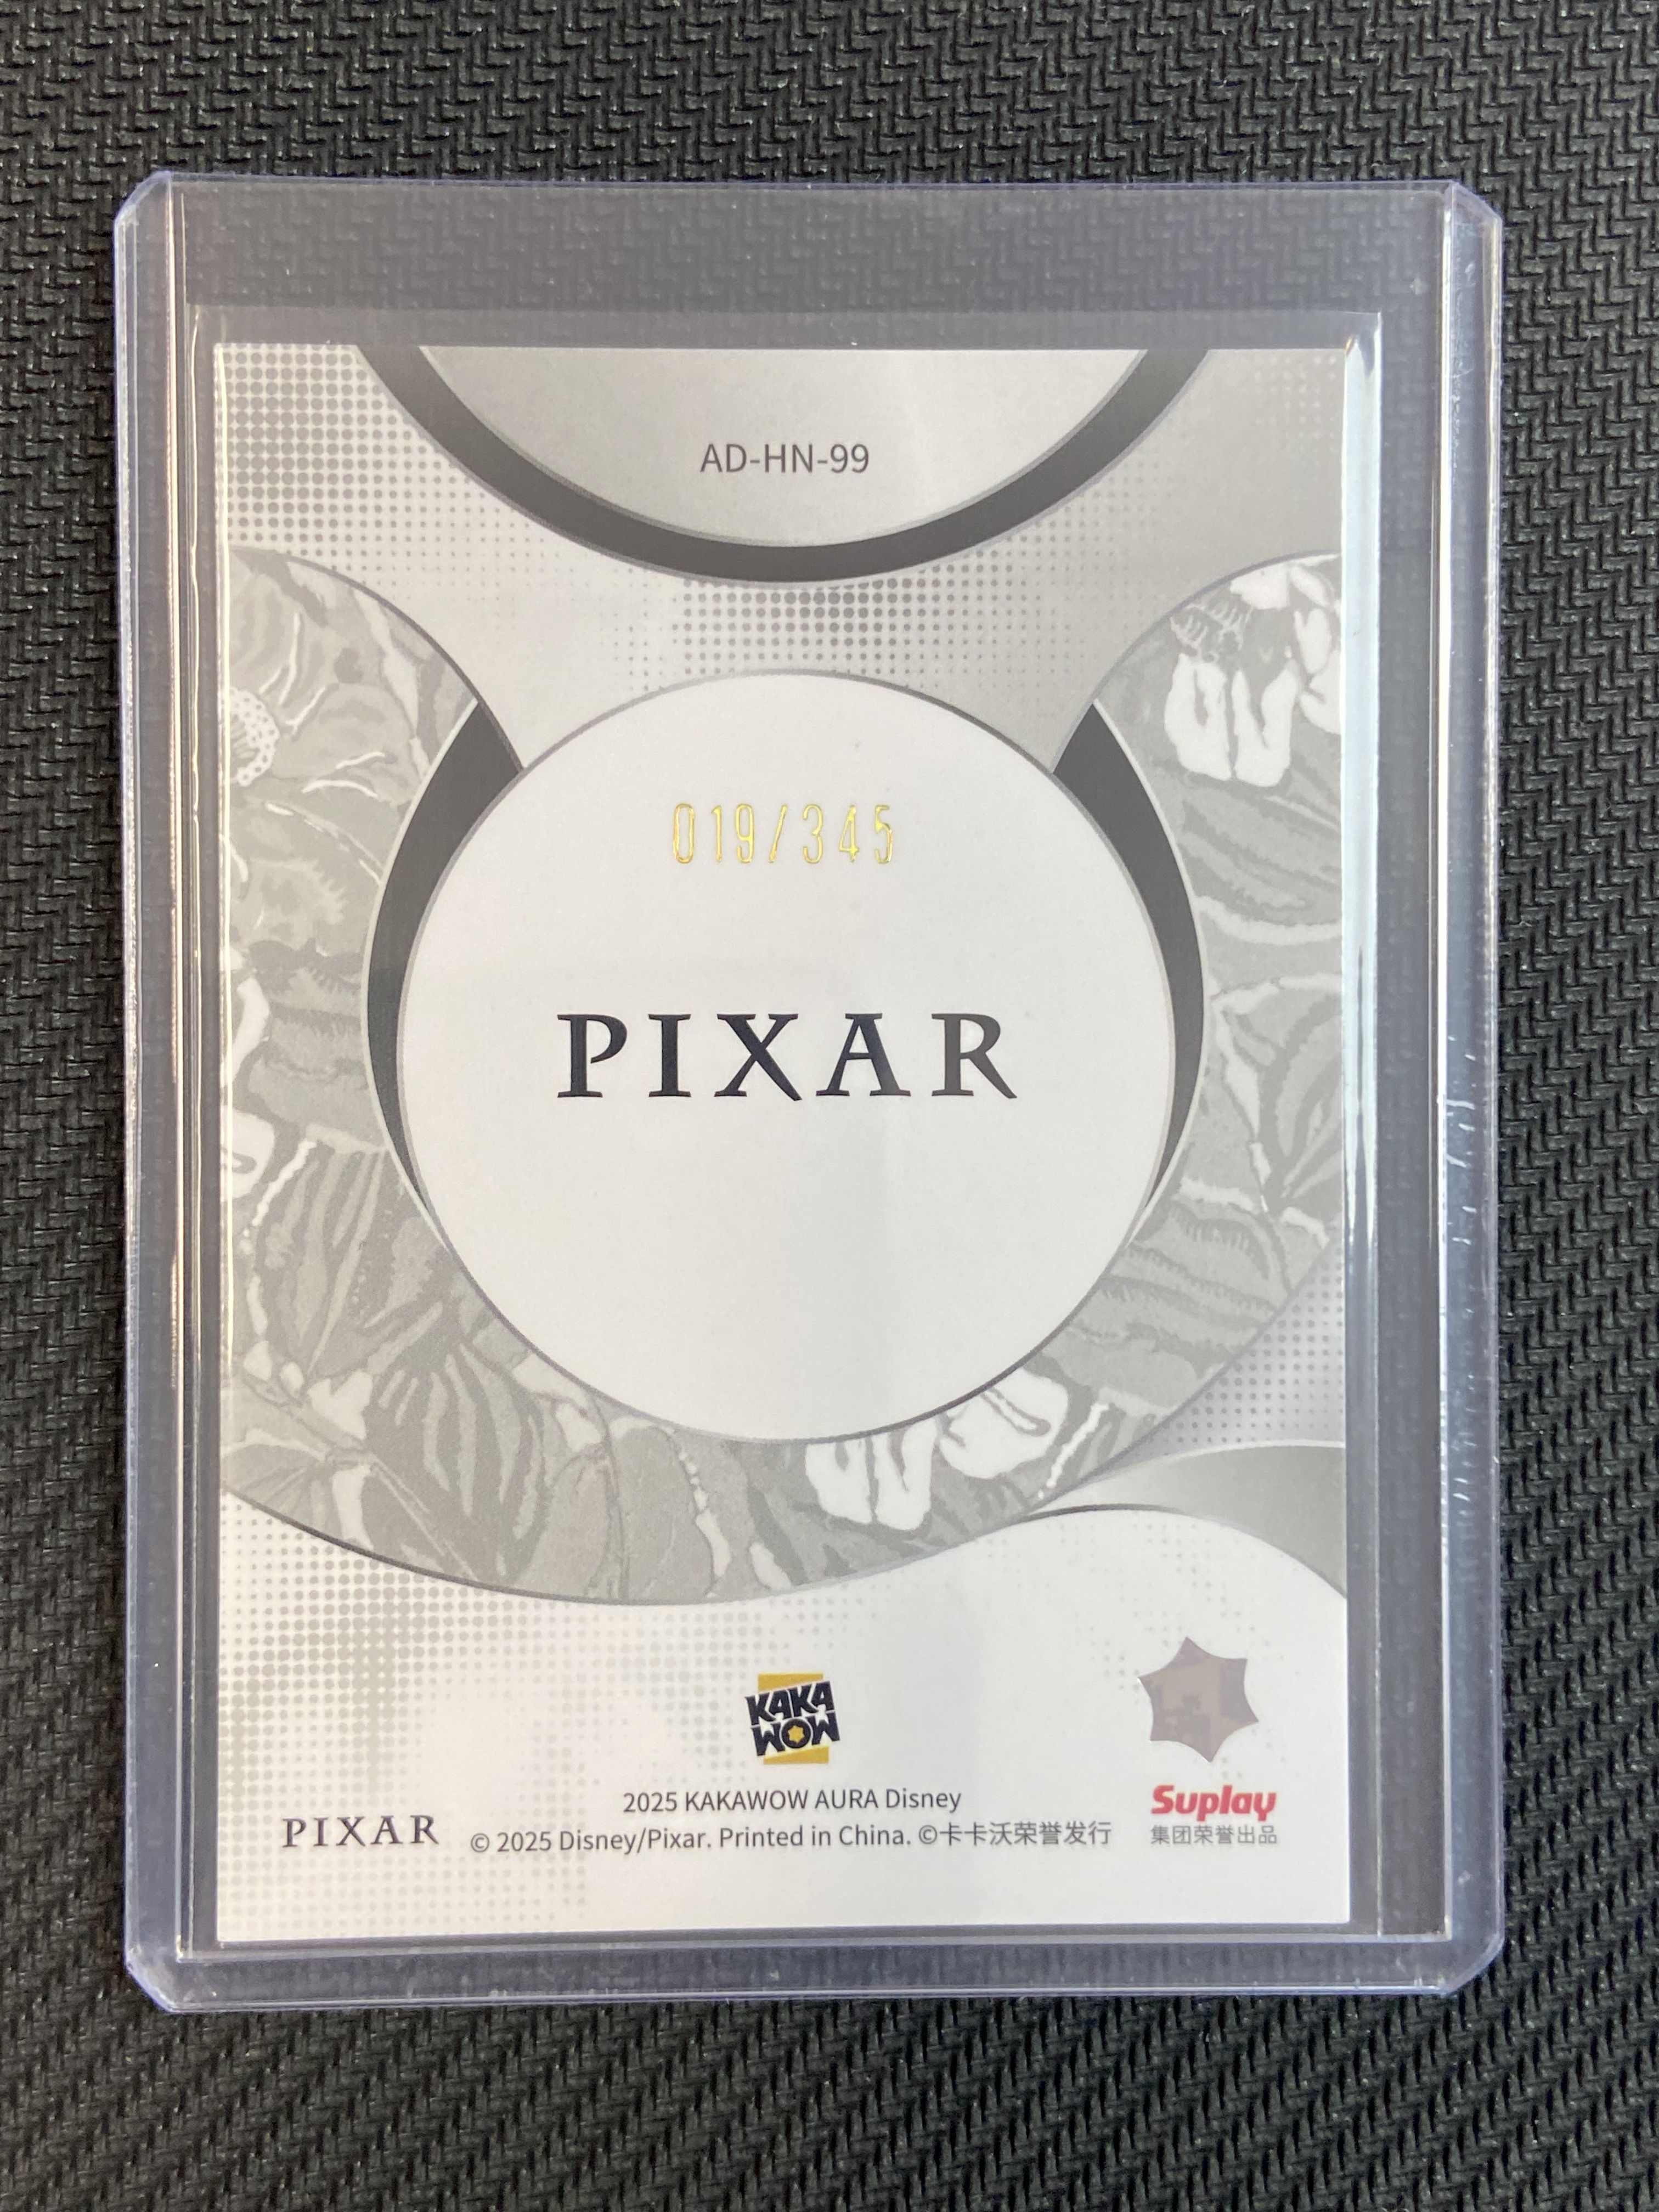 AD-HN-99
019/345
PIXAR
KAKA
WOW
2025 KAKAWOW AURA Disney
PIXAR
© 2025 Disney/Pixar. Printed in China. ©卡卡沃荣誉发行
Suplay
集团荣誉出品